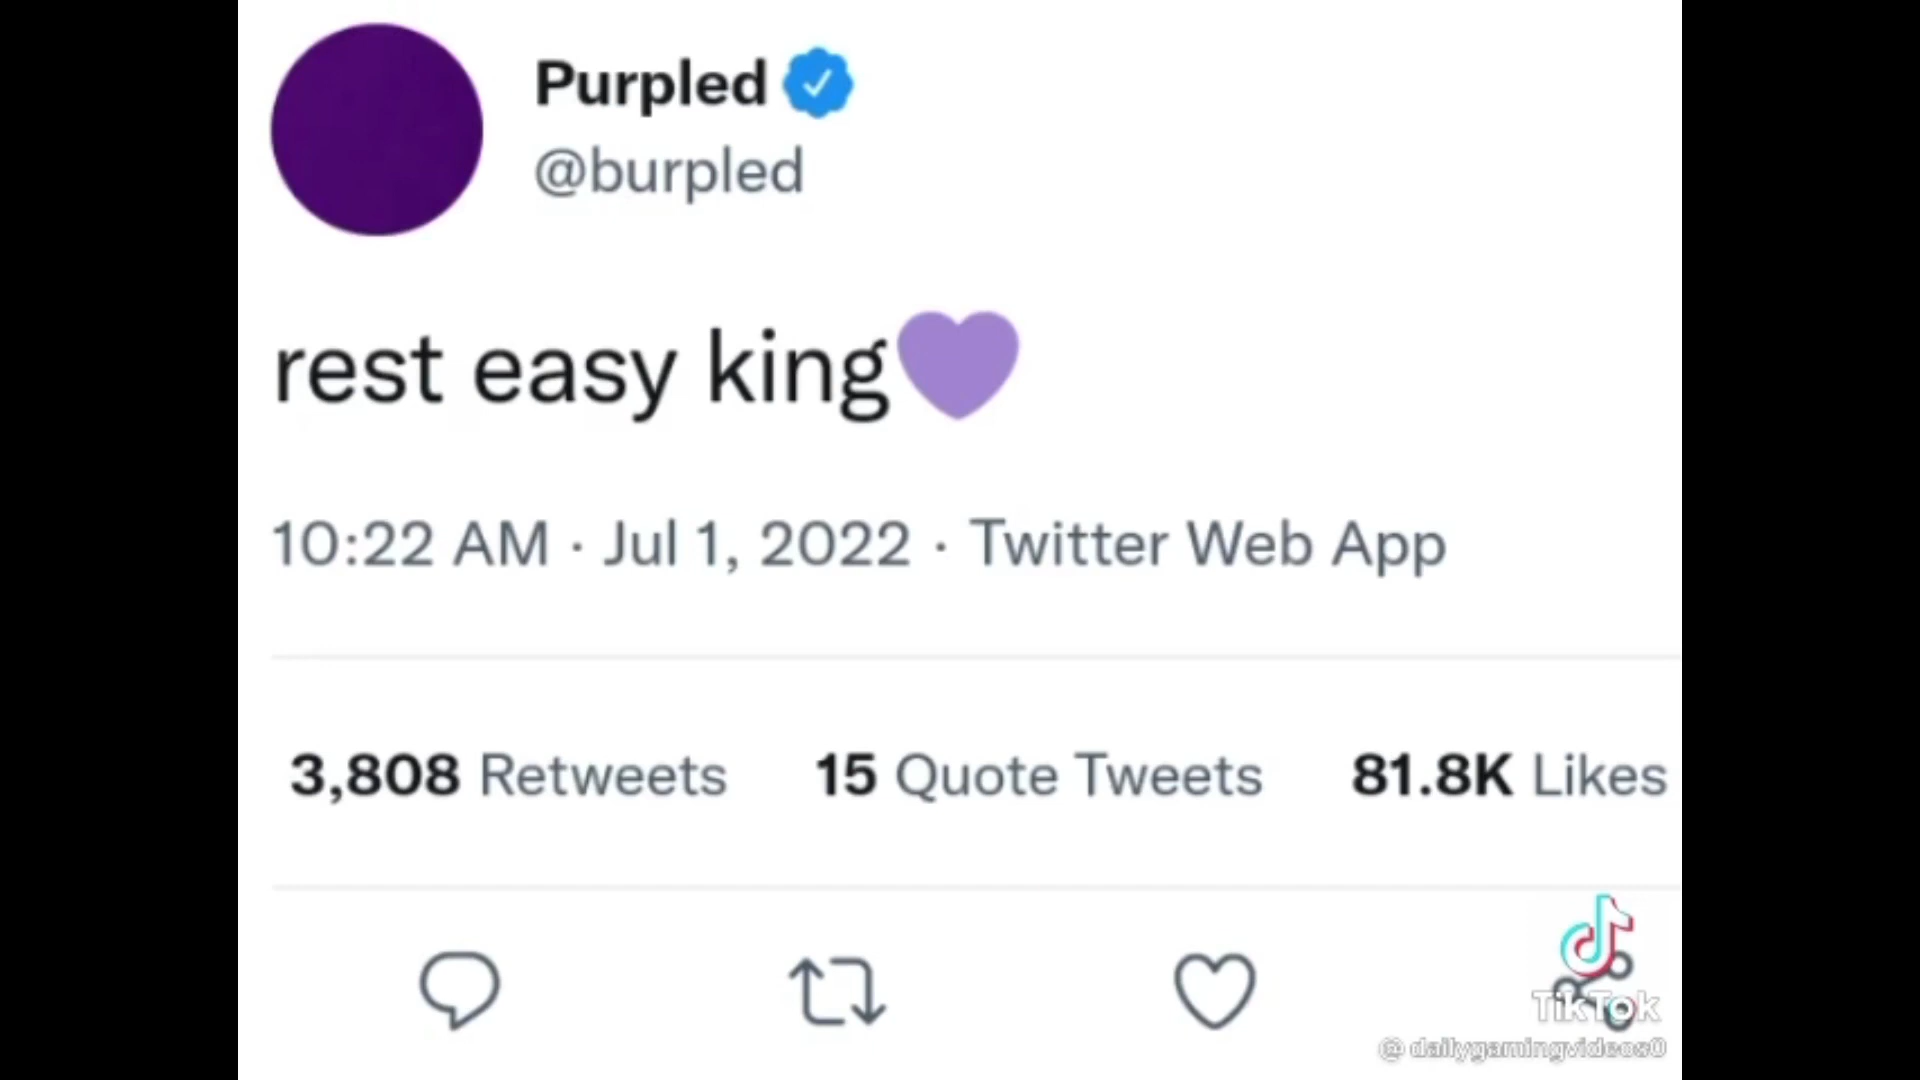 Purpled
@burpled
rest easy king💜
10:22 AM · Jul 1, 2022 · Twitter Web App
3,808 Retweets 15 Quote Tweets 81.8K Likes
TikTok
@ dailygamingvideos0